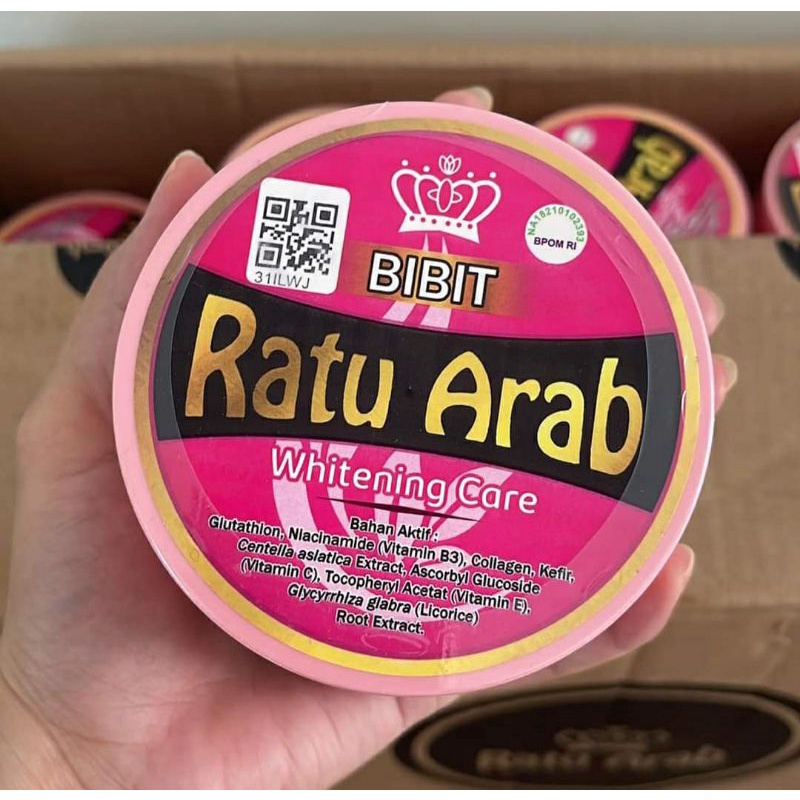 NA18210102393
BPOM RI
31ILWJ
BIBIT
Ratu Arab
Whitening Care
Bahan Aktif :
Glutathion, Niacinamide (Vitamin B3), Collagen, Kefir,
Centella asiatica Extract, Ascorbyl Glucoside
(Vitamin C), Tocopheryl Acetat (Vitamin E),
Glycyrrhiza glabra (Licorice)
Root Extract.
Ratu Arab